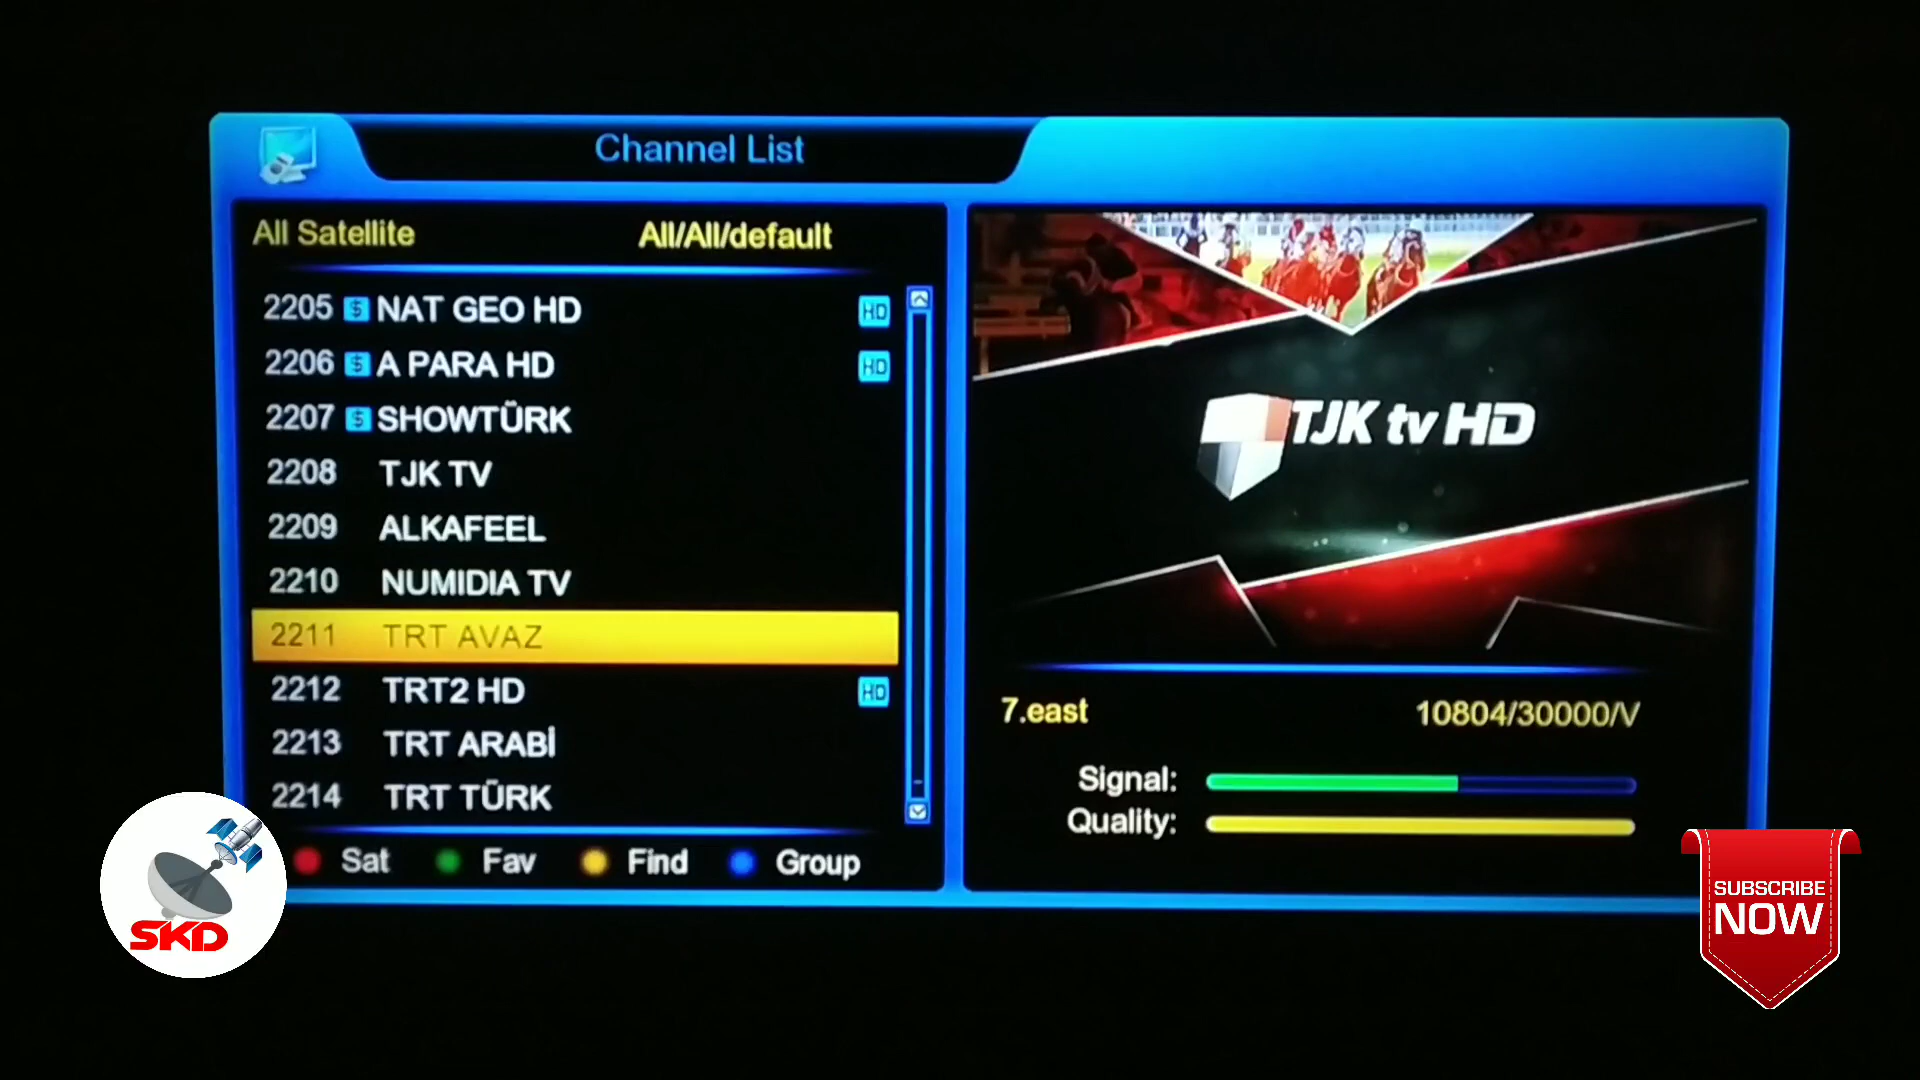 Channel List
All Satellite All/All/default
2205 $ NAT GEO HD HD
2206 $ A PARA HD HD
2207 $ SHOWTÜRK
2208 TJK TV
2209 ALKAFEEL
2210 NUMIDIA TV
2211 TRT AVAZ
2212 TRT2 HD HD
2213 TRT ARABİ
2214 TRT TÜRK
Sat Fav Find Group
TJK tv HD
7.east 10804/30000/V
Signal:
Quality:
SKD
SUBSCRIBE
NOW